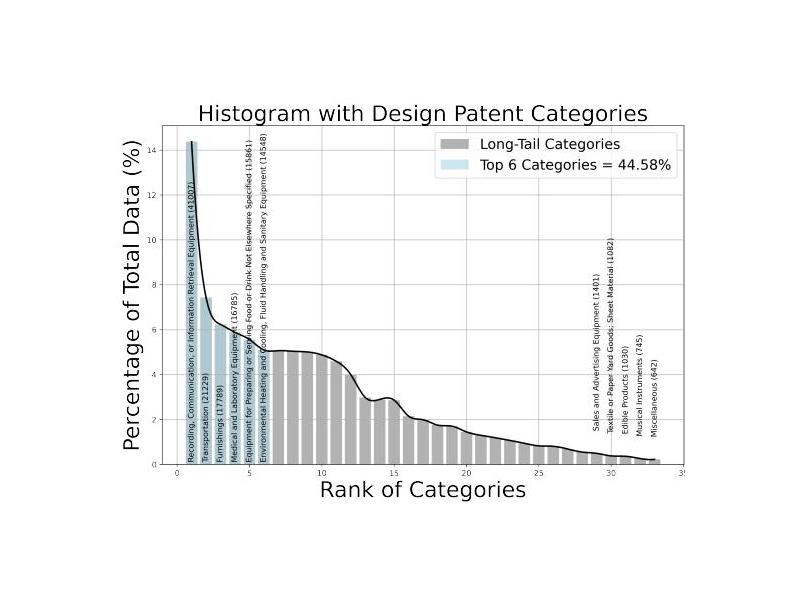 Histogram with Design Patent Categories
Long-Tail Categories
Top 6 Categories = 44.58%
Percentage of Total Data (%)
14
12
10
8
6
4
2
0
Recording, Communication, or Information Retrieval Equipment (41007)
Transportation (21229)
Furnishings (17789)
Medical and Laboratory Equipment (16785)
Equipment for Preparing or Serving Food or Drink Not Elsewhere Specified (15861)
Environmental Heating and Cooling, Fluid Handling and Sanitary Equipment (14548)
Sales and Advertising Equipment (1401)
Textile or Paper Yard Goods; Sheet Material (1082)
Edible Products (1030)
Musical Instruments (745)
Miscellaneous (642)
0 5 10 15 20 25 30
Rank of Categories